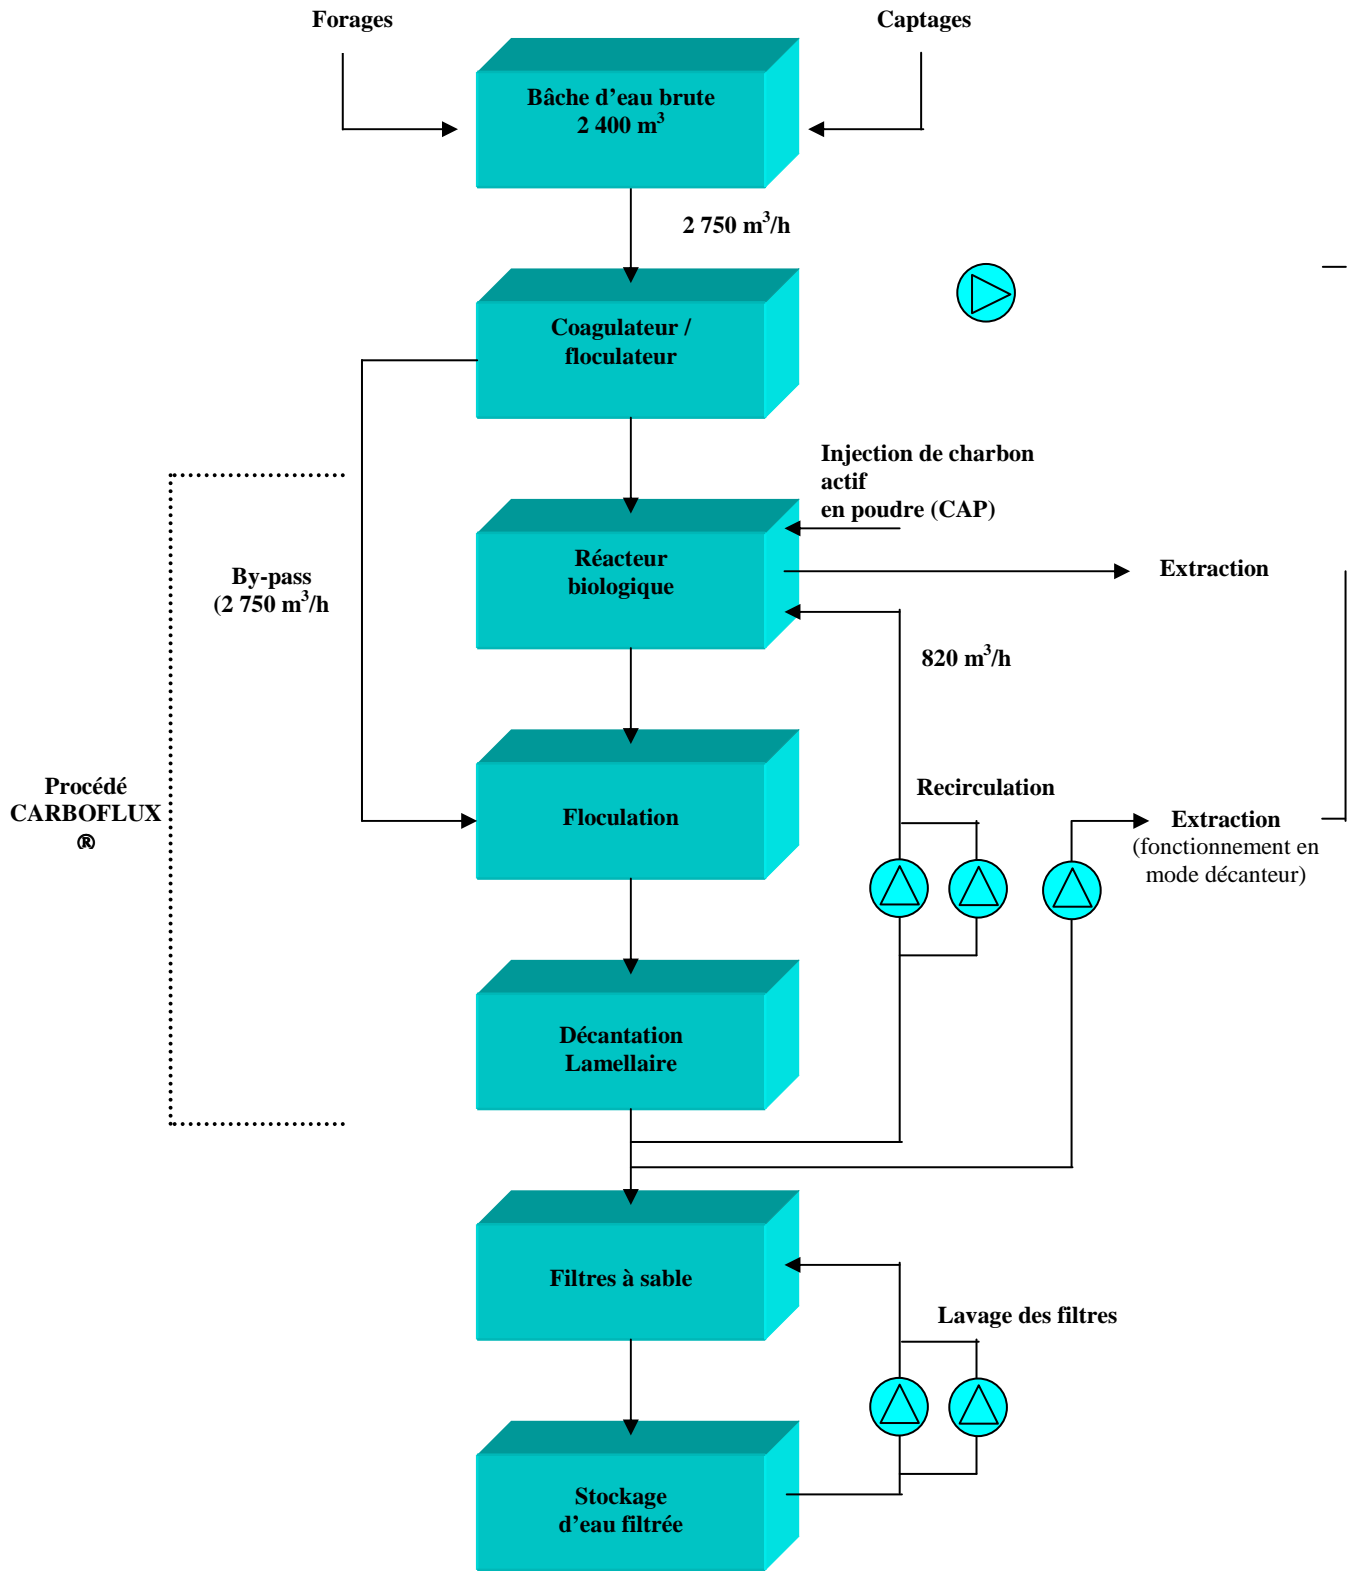 Forages
Captages
Bâche d'eau brute
2 400 m³
2 750 m³/h
Coagulateur /
floculateur
Injection de charbon
actif
en poudre (CAP)
Réacteur
biologique
Extraction
By-pass
(2 750 m³/h
820 m³/h
Procédé
CARBOFLUX
®
Floculation
Recirculation
Extraction
(fonctionnement en
mode décanteur)
Décantation
Lamellaire
Filtres à sable
Lavage des filtres
Stockage
d'eau filtrée